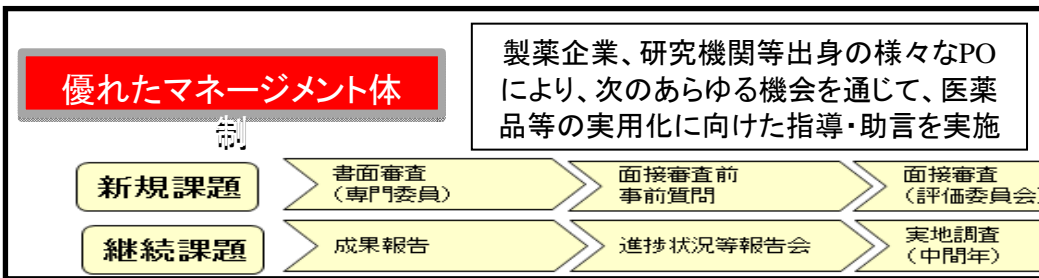 優れたマネージメント体
制
製薬企業、研究機関等出身の様々なPO
により、次のあらゆる機会を通じて、医薬
品等の実用化に向けた指導・助言を実施
新規課題
書面審査
(専門委員)
面接審査前
事前質問
面接審査
(評価委員会)
継続課題
成果報告
進捗状況等報告会
実地調査
(中間年)